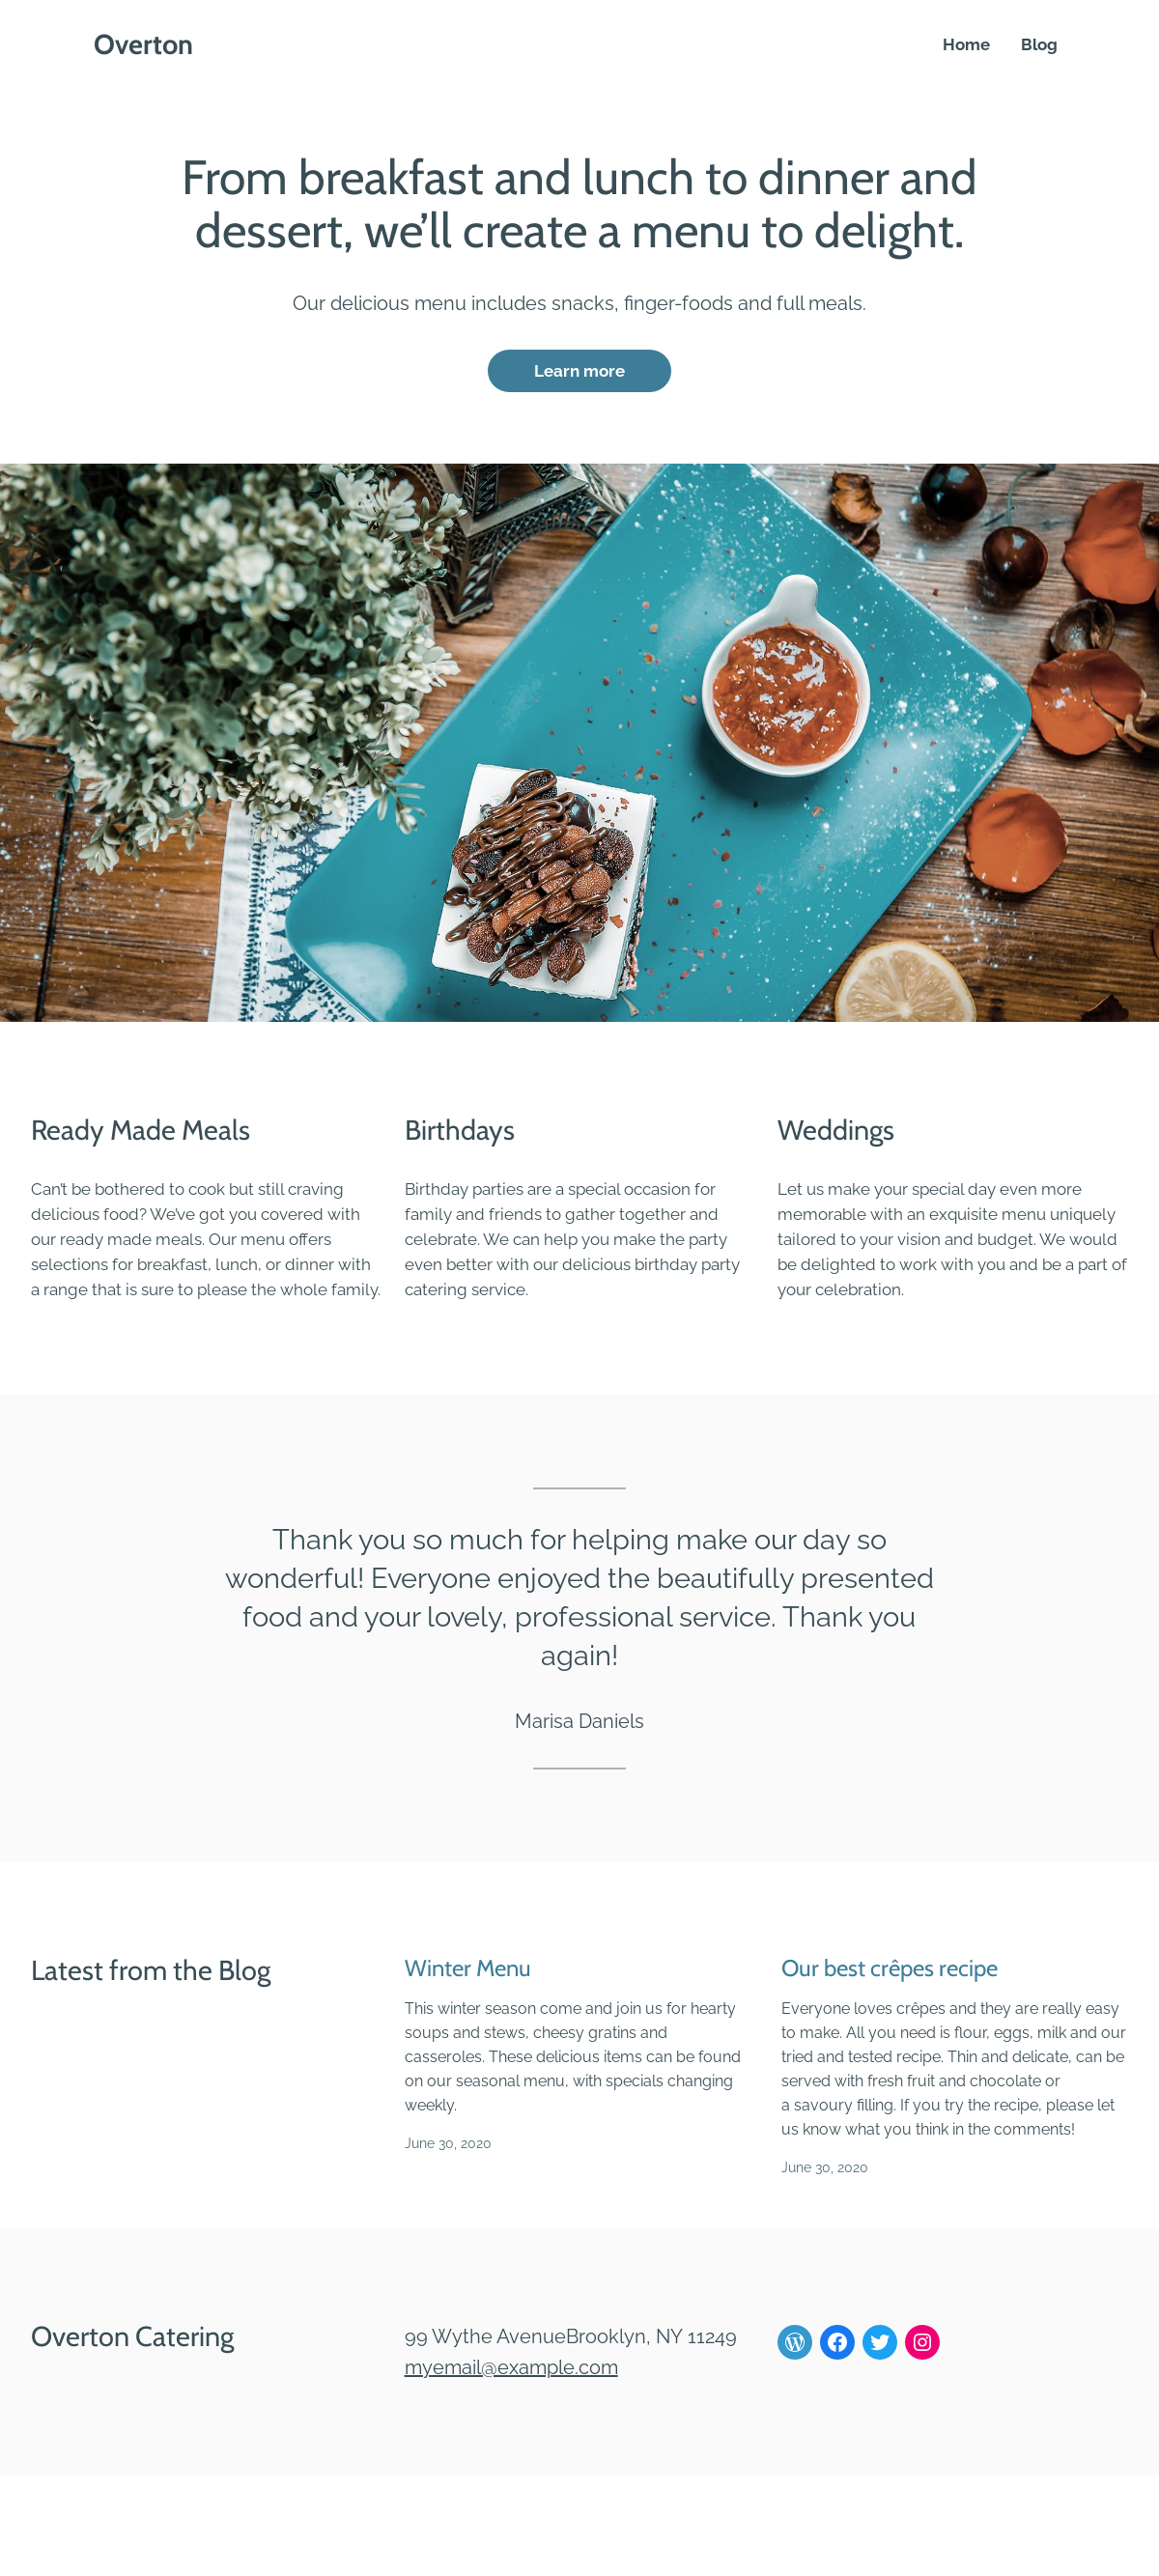 Overton
Home Blog
From breakfast and lunch to dinner and
dessert, we’ll create a menu to delight.
Our delicious menu includes snacks, finger-foods and full meals.
Learn more
Ready Made Meals
Can’t be bothered to cook but still craving
delicious food? We’ve got you covered with
our ready made meals. Our menu offers
selections for breakfast, lunch, or dinner with
a range that is sure to please the whole family.
Birthdays
Birthday parties are a special occasion for
family and friends to gather together and
celebrate. We can help you make the party
even better with our delicious birthday party
catering service.
Weddings
Let us make your special day even more
memorable with an exquisite menu uniquely
tailored to your vision and budget. We would
be delighted to work with you and be a part of
your celebration.
Thank you so much for helping make our day so
wonderful! Everyone enjoyed the beautifully presented
food and your lovely, professional service. Thank you
again!
Marisa Daniels
Latest from the Blog
Winter Menu
This winter season come and join us for hearty
soups and stews, cheesy gratins and
casseroles. These delicious items can be found
on our seasonal menu, with specials changing
weekly.
June 30, 2020
Our best crêpes recipe
Everyone loves crêpes and they are really easy
to make. All you need is flour, eggs, milk and our
tried and tested recipe. Thin and delicate, can be
served with fresh fruit and chocolate or
a savoury filling. If you try the recipe, please let
us know what you think in the comments!
June 30, 2020
Overton Catering
99 Wythe AvenueBrooklyn, NY 11249
myemail@example.com